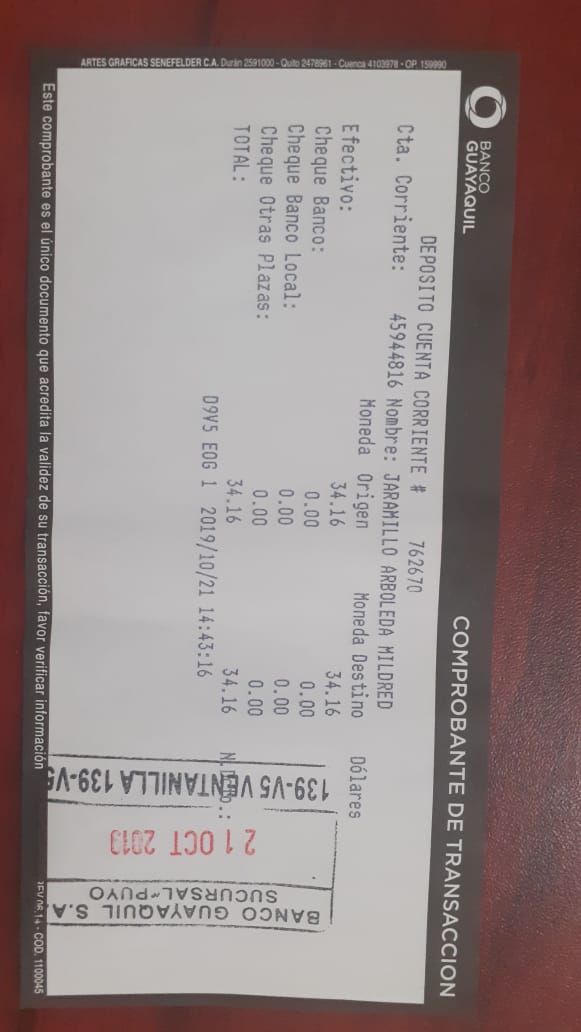 ARTES GRAFICAS SENEFELDER C.A. Durán 2591000 - Quito 2478961 - Cuenca 4103978 - OP. 159990
BANCO
GUAYAQUIL
COMPROBANTE DE TRANSACCION
DEPOSITO CUENTA CORRIENTE # 762670
Cta. Corriente: 45944816 Nombre: JARAMILLO ARBOLEDA MILDRED
Moneda Origen Moneda Destino Dólares
Efectivo: 34.16 34.16
Cheque Banco: 0.00 0.00
Cheque Banco Local: 0.00 0.00
Cheque Otras Plazas: 0.00 0.00
TOTAL: 34.16 34.16
D9V5 EOG 1 2019/10/21 14:43:16
139-V5 VENTANILLA 139-V5
21 OCT 2019
BANCO GUAYAQUIL S.A.
SUCURSAL-PUYO
Este comprobante es el único documento que acredita la validez de su transacción, favor verificar información
COD. 1100045